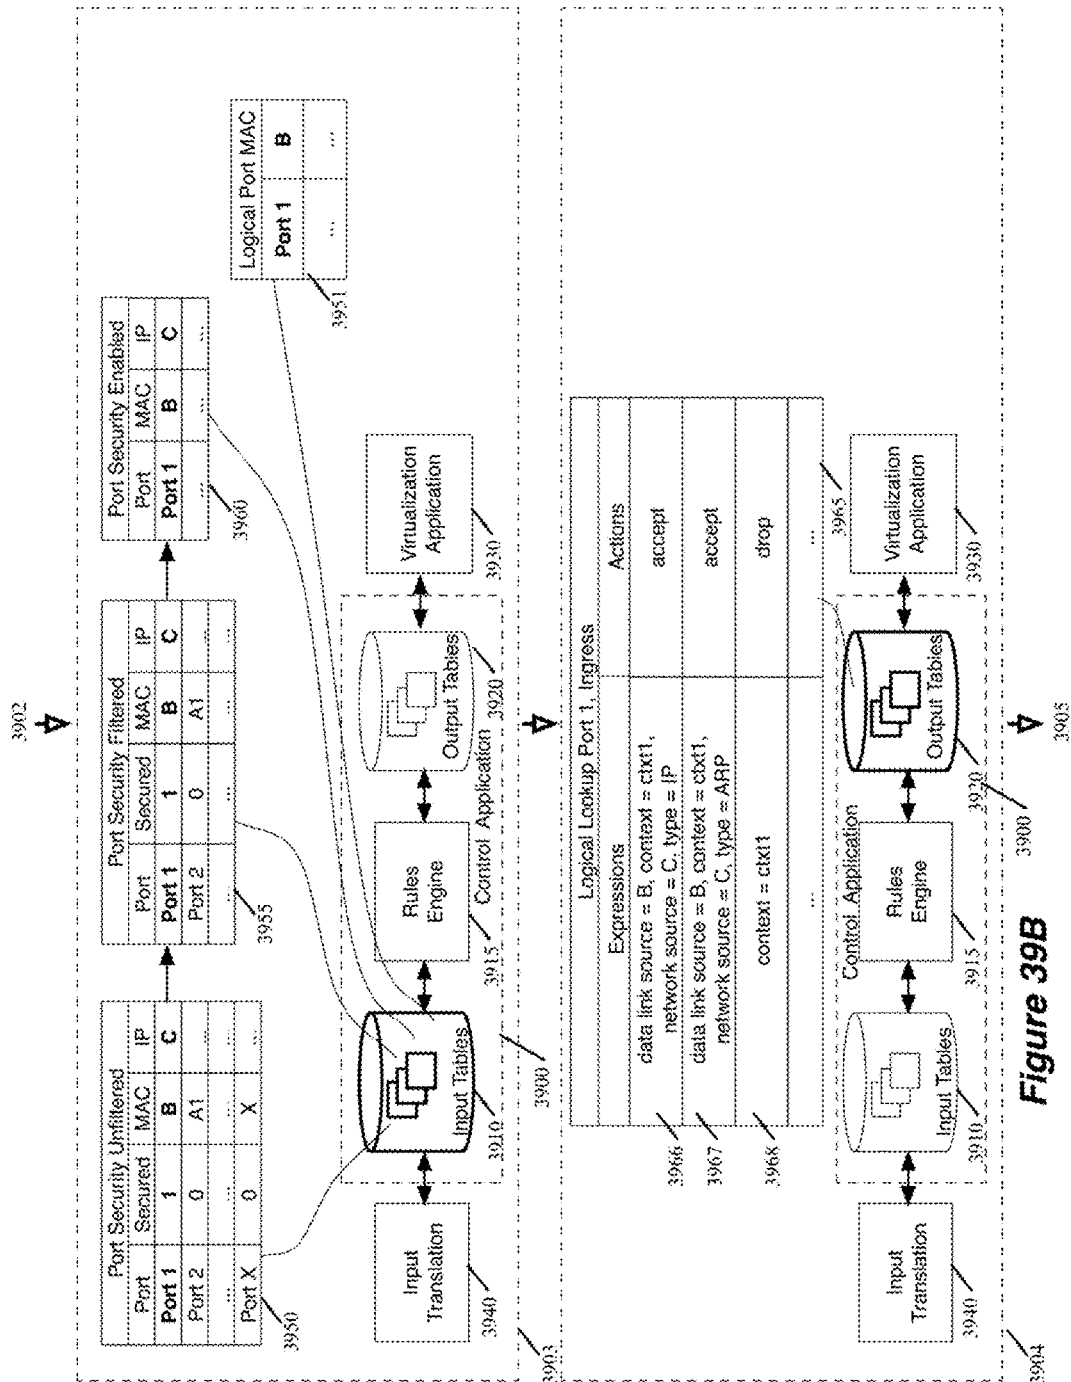 3902
Port Security Unfiltered
Port Secured MAC IP
Port 1 1 B C
Port 2 0 A1 ...
... ... ... ...
Port X 0 X ...
3950
Port Security Filtered
Port Secured MAC IP
Port 1 1 B C
Port 2 0 A1 ...
... ... ... ...
3955
Port Security Enabled
Port MAC IP
Port 1 B C
... ... ...
3960
Logical Port MAC
Port 1 B
... ...
3951
Input
Translation
3940
Input Tables
3910
Rules
Engine
3915
Control Application
Output Tables
3920
Virtualization
Application
3930
3900
3903
Logical Lookup Port 1, Ingress
Expressions Actions
3966 data link source = B, context = ctxt1, accept
network source = C, type = IP
3967 data link source = B, context = ctxt1, accept
network source = C, type = ARP
3968 context = ctxt1 drop
... ...
3965
Input
Translation
3940
Control Application
Input Tables
3910
Rules
Engine
3915
Output Tables
3920
Virtualization
Application
3930
3900
3904
3905
Figure 39B